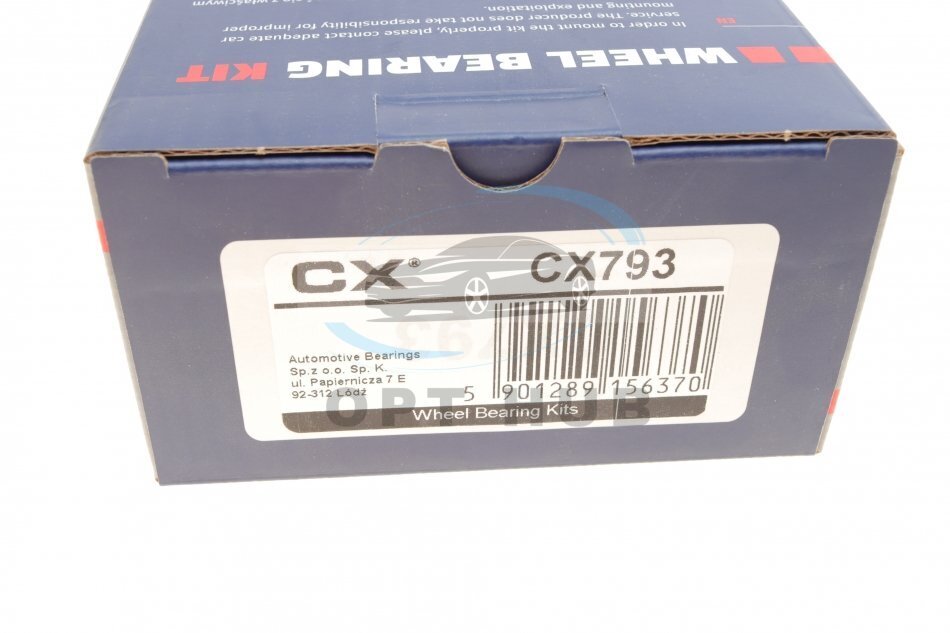 EN
In order to mount the kit properly, please contact adequate car
service. The producer does not take responsibility for improper
mounting and exploitation.
WHEEL BEARING KIT
CX®
CX793
Automotive Bearings
Sp.z o.o. Sp. K.
ul. Papiernicza 7 E
92-312 Łódź
5 901289 156370
Wheel Bearing Kits
OPT HUB